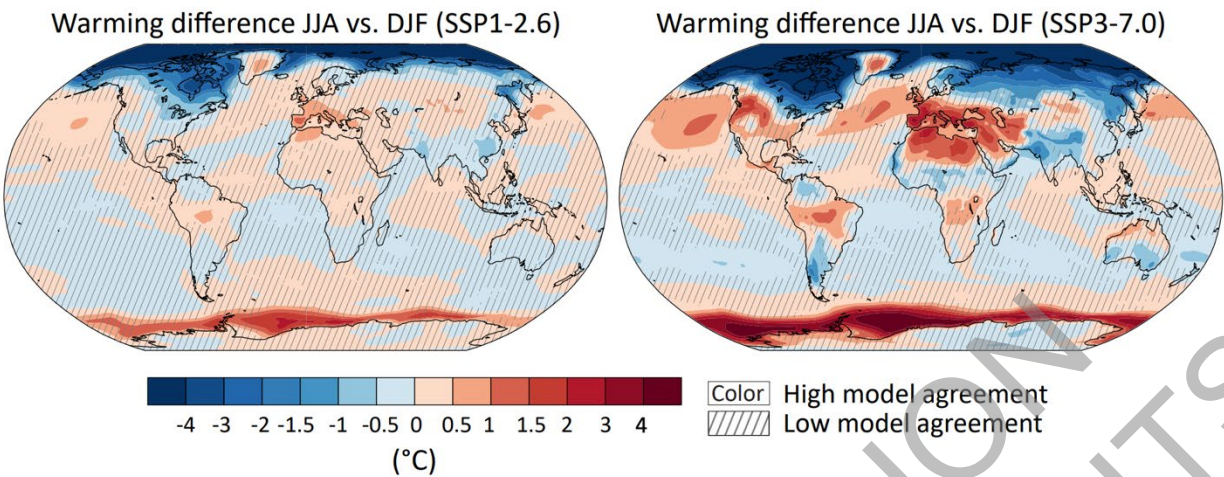 Warming difference JJA vs. DJF (SSP1-2.6)
Warming difference JJA vs. DJF (SSP3-7.0)
-4 -3 -2 -1.5 -1 -0.5 0 0.5 1 1.5 2 3 4
(°C)
Color High model agreement
Low model agreement